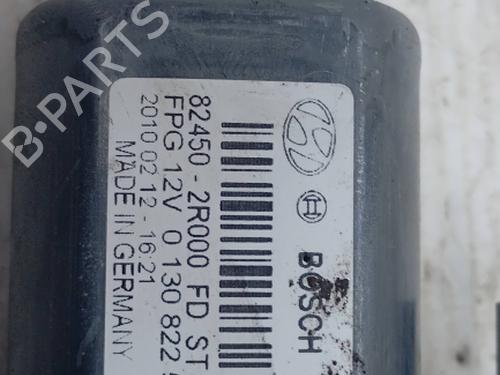 B-PARTS
BOSCH
82450 - 2R000 FD ST
FPG 12V 0 130 822
2010 02 12 - 16:21
MADE IN GERMANY